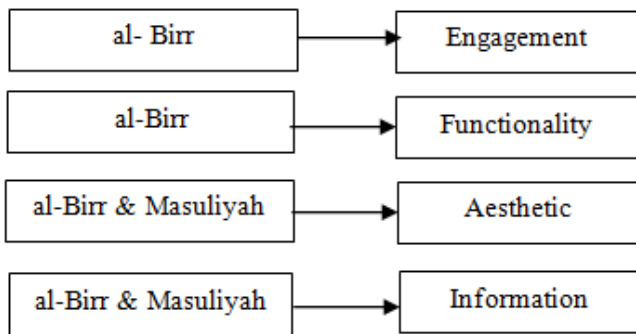 al- Birr Engagement
al-Birr Functionality
al-Birr & Masuliyah Aesthetic
al-Birr & Masuliyah Information